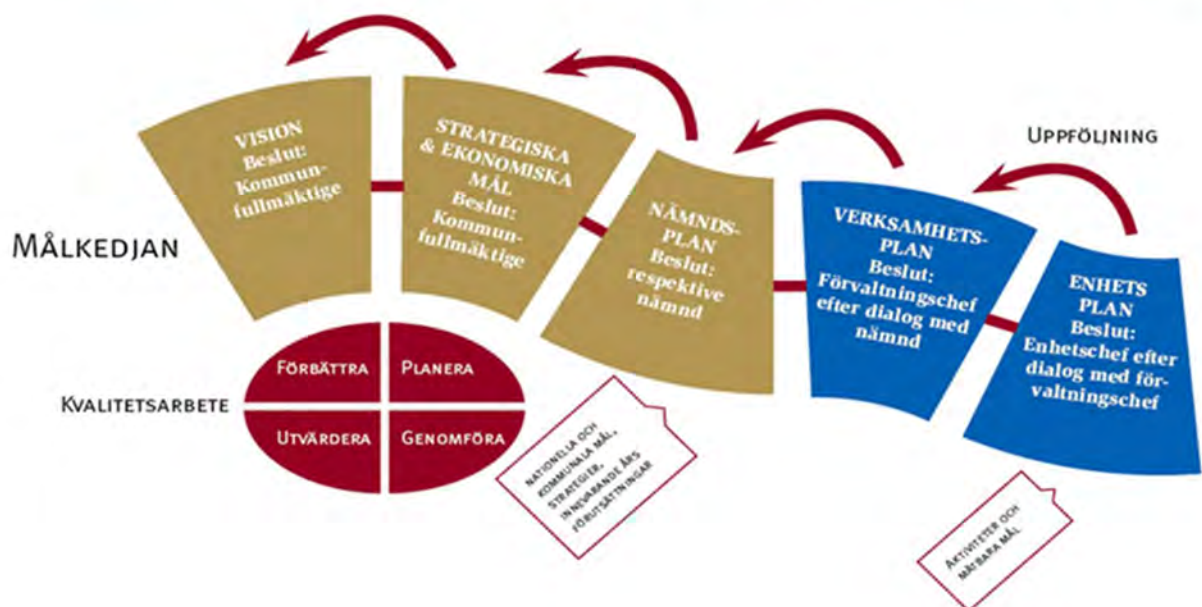 MÅLKEDJAN
VISION
Beslut:
Kommun-
fullmäktige
STRATEGISKA
& EKONOMISKA
MÅL
Beslut:
Kommun-
fullmäktige
NÄMNDS-
PLAN
Beslut:
respektive
nämnd
VERKSAMHETS-
PLAN
Beslut:
Förvaltningschef
efter dialog med
nämnd
UPPFÖLJNING
ENHETS
PLAN
Beslut:
Enhetschef efter
dialog med för-
valtningschef
KVALITETSARBETE
FÖRBÄTTRA
PLANERA
UTVÄRDERA
GENOMFÖRA
NATIONELLA OCH
KOMMUNALA MÅL,
STRATEGIER,
INNEVARANDE ÅRS
FÖRUTSÄTTNINGAR
AKTIVITETER OCH
MÄTBARA MÅL